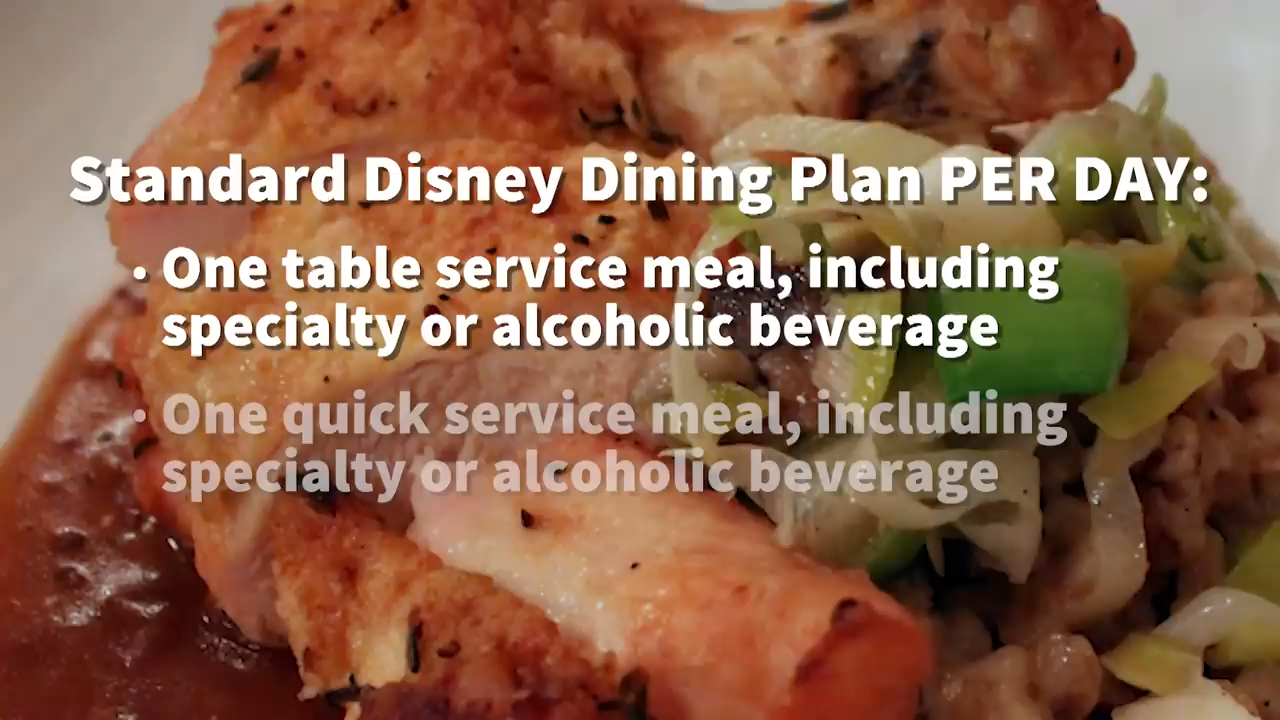 Standard Disney Dining Plan PER DAY:
• One table service meal, including
specialty or alcoholic beverage
• One quick service meal, including
specialty or alcoholic beverage